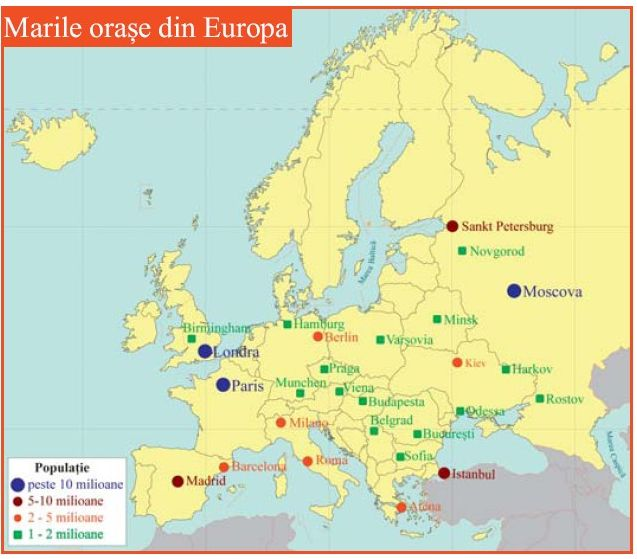 Marile orașe din Europa
Sankt Petersburg
Novgorod
Marea Baltică
Moscova
Birmingham
Hamburg
Minsk
Berlin
Varșovia
Londra
Kiev
Harkov
Praga
Paris
Munchen
Viena
Budapesta
Rostov
Odessa
Milano
Belgrad
București
Marea Caspică
Sofia
Roma
Barcelona
Istanbul
Madrid
Atena
Populație
peste 10 milioane
5-10 milioane
2 - 5 milioane
1 - 2 milioane